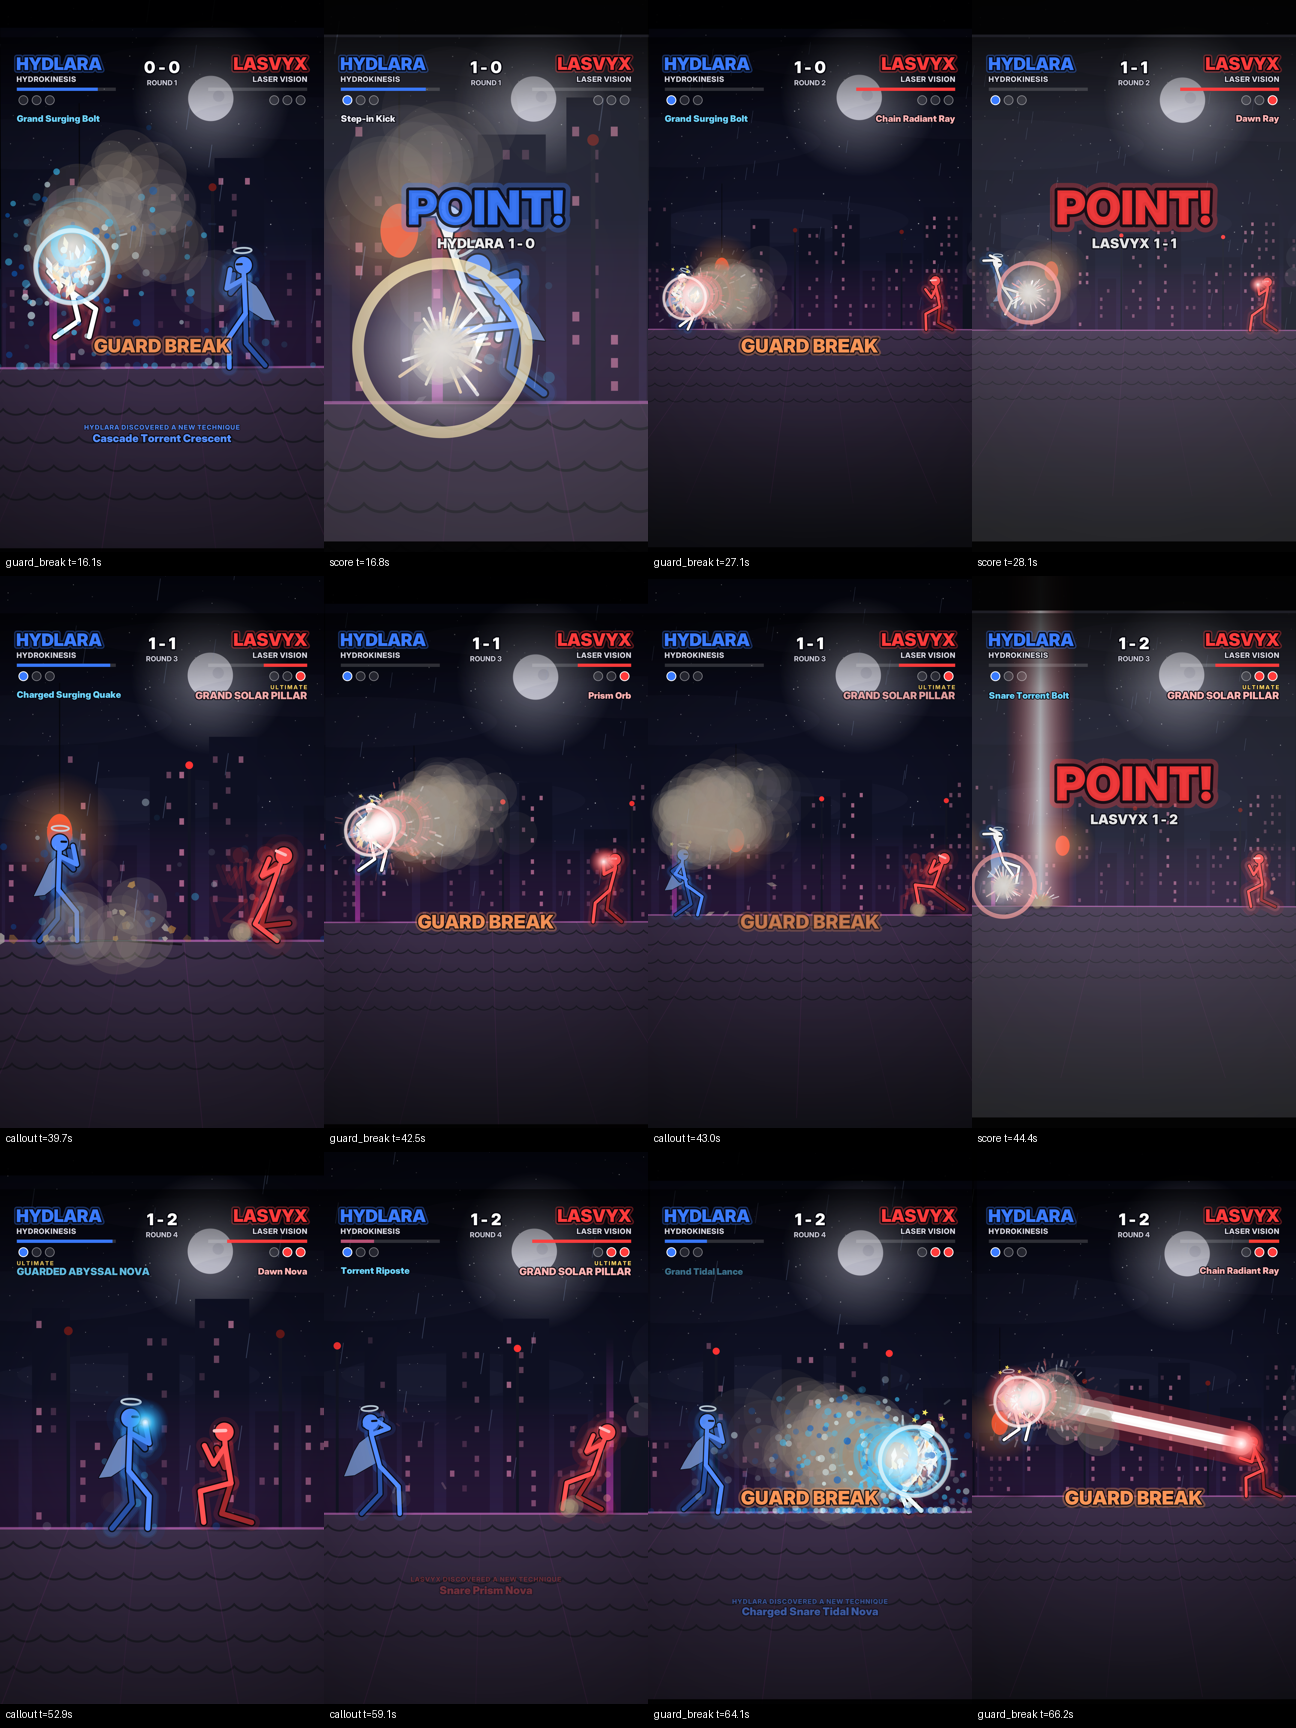 HYDLARA
HYDROKINESIS
0-0
ROUND 1
LASVYX
LASER VISION
Grand Surging Bolt
GUARD BREAK
HYDLARA DISCOVERED A NEW TECHNIQUE
Cascade Torrent Crescent
guard_break t=16.1s
HYDLARA
HYDROKINESIS
1-0
ROUND 1
LASVYX
LASER VISION
Step-in Kick
POINT!
HYDLARA 1-0
score t=16.8s
HYDLARA
HYDROKINESIS
1-0
ROUND 2
LASVYX
LASER VISION
Grand Surging Bolt
Chain Radiant Ray
GUARD BREAK
guard_break t=27.1s
HYDLARA
HYDROKINESIS
1-1
ROUND 2
LASVYX
LASER VISION
Dawn Ray
POINT!
LASVYX 1-1
score t=28.1s
HYDLARA
HYDROKINESIS
1-1
ROUND 3
LASVYX
LASER VISION
Charged Surging Quake
ULTIMATE
GRAND SOLAR PILLAR
callout t=39.7s
HYDLARA
HYDROKINESIS
1-1
ROUND 3
LASVYX
LASER VISION
Prism Orb
GUARD BREAK
guard_break t=42.5s
HYDLARA
HYDROKINESIS
1-1
ROUND 3
LASVYX
LASER VISION
ULTIMATE
GRAND SOLAR PILLAR
GUARD BREAK
callout t=43.0s
HYDLARA
HYDROKINESIS
1-2
ROUND 3
LASVYX
LASER VISION
Snare Torrent Bolt
ULTIMATE
GRAND SOLAR PILLAR
POINT!
LASVYX 1-2
score t=44.4s
HYDLARA
HYDROKINESIS
1-2
ROUND 4
LASVYX
LASER VISION
ULTIMATE
GUARDED ABYSSAL NOVA
Dawn Nova
callout t=52.9s
HYDLARA
HYDROKINESIS
1-2
ROUND 4
LASVYX
LASER VISION
Torrent Riposte
ULTIMATE
GRAND SOLAR PILLAR
LASVYX DISCOVERED A NEW TECHNIQUE
Snare Prism Nova
callout t=59.1s
HYDLARA
HYDROKINESIS
1-2
ROUND 4
LASVYX
LASER VISION
Grand Tidal Lance
GUARD BREAK
HYDLARA DISCOVERED A NEW TECHNIQUE
Charged Snare Tidal Nova
guard_break t=64.1s
HYDLARA
HYDROKINESIS
1-2
ROUND 4
LASVYX
LASER VISION
Chain Radiant Ray
GUARD BREAK
guard_break t=66.2s